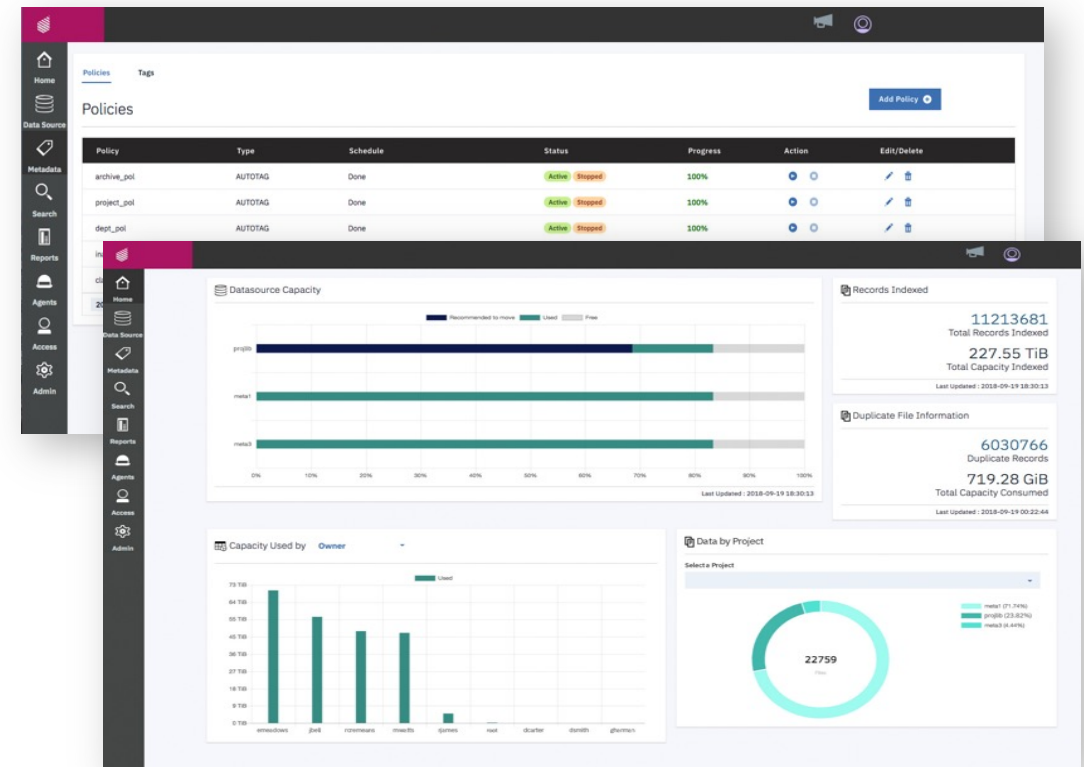 Home
Data Source
Metadata
Search
Reports
Agents
Access
Admin
Policies Tags
Policies
Add Policy
Policy Type Schedule Status Progress Action Edit/Delete
archive_pol AUTOTAG Done Active Stopped 100%
project_pol AUTOTAG Done Active Stopped 100%
dept_pol AUTOTAG Done Active Stopped 100%
Home
Data Source
Metadata
Search
Reports
Agents
Access
Admin
Datasource Capacity
Recommended to move Used Free
projlib
meta1
meta3
0% 10% 20% 30% 40% 50% 60% 70% 80% 90% 100%
Last Updated : 2018-09-19 18:30:13
Records Indexed
11213681
Total Records Indexed
227.55 TiB
Total Capacity Indexed
Last Updated : 2018-09-19 18:30:13
Duplicate File Information
6030766
Duplicate Records
719.28 GiB
Total Capacity Consumed
Last Updated : 2018-09-19 00:22:44
Capacity Used by Owner
Used
73 TiB
64 TiB
55 TiB
45 TiB
36 TiB
27 TiB
18 TiB
9 TiB
0 TiB
emeadows jbell rjames root dcarter dsmith
Data by Project
Select a Project
meta1 (71.74%)
projlib (23.82%)
meta3 (4.44%)
22759
Files